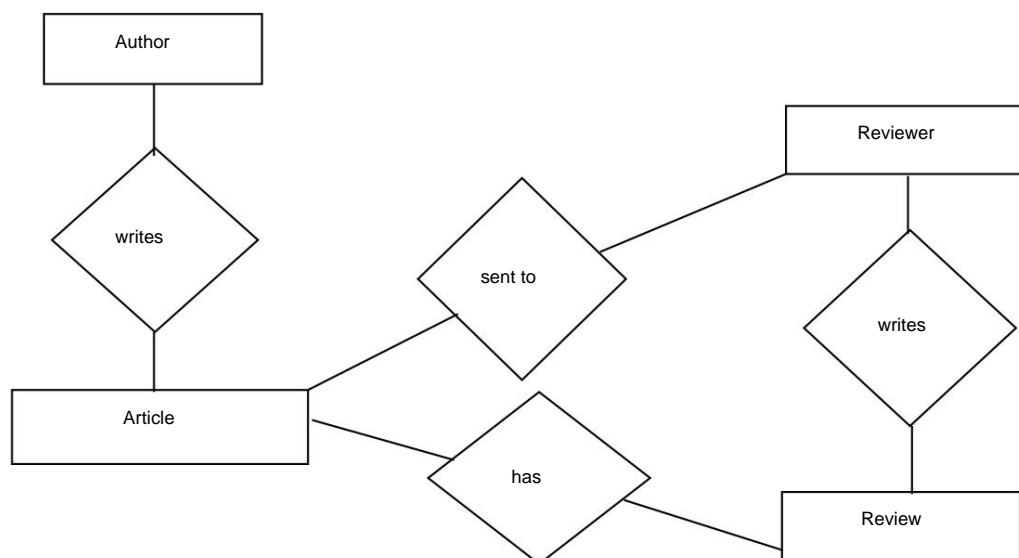 Author
Reviewer
writes
sent to
writes
Article
has
Review